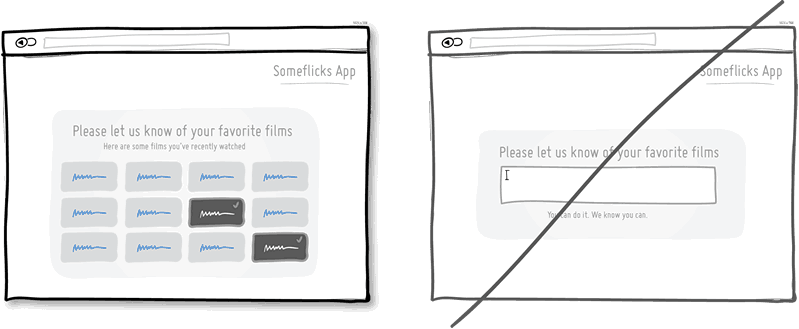 Someflicks App
Please let us know of your favorite films
Here are some films you've recently watched
Someflicks App
Please let us know of your favorite films
You can do it. We know you can.